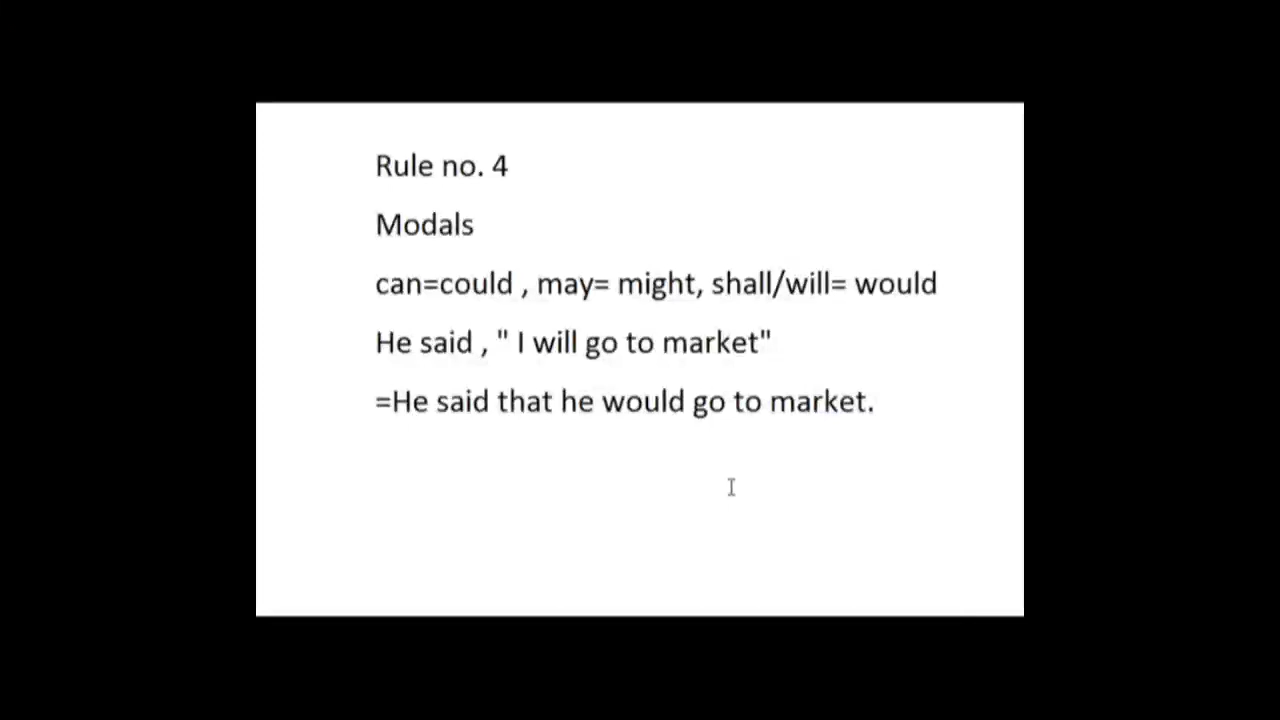 Rule no. 4
Modals
can=could , may= might, shall/will= would
He said , " I will go to market"
=He said that he would go to market.